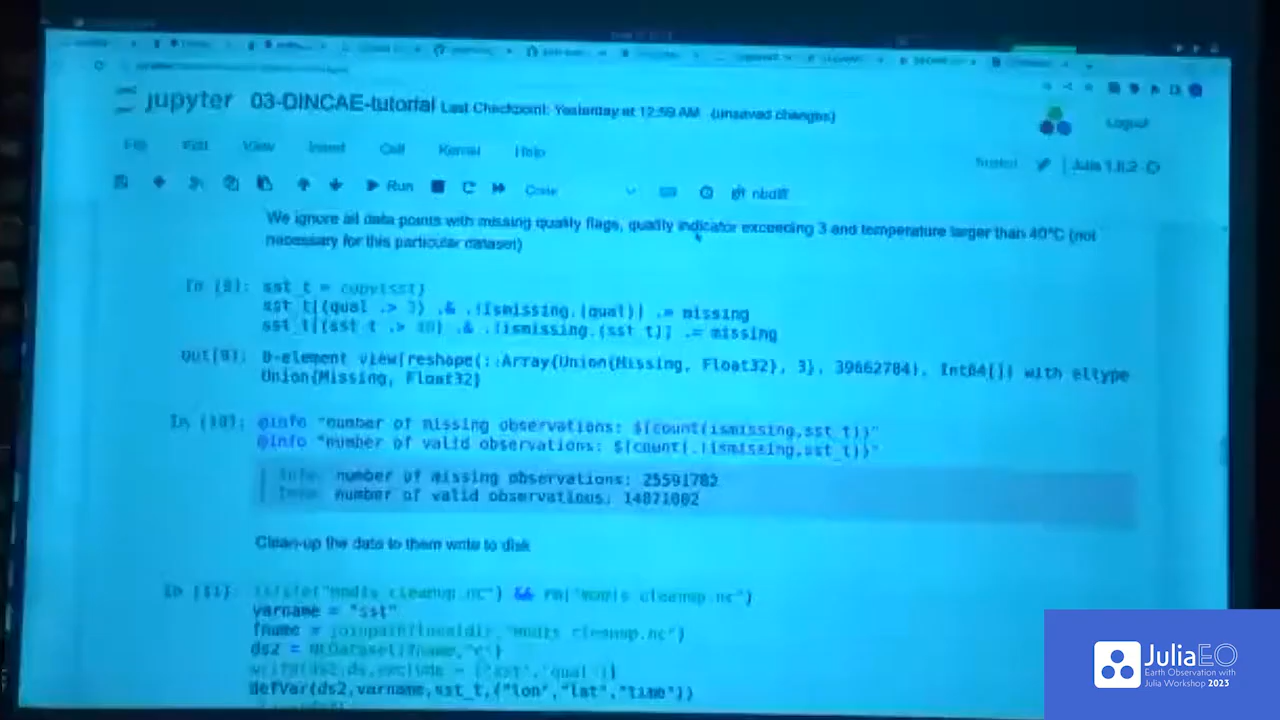 jupyter 03-DINCAE-tutorial Last Checkpoint: Yesterday at 12:59 AM (unsaved changes)
Logout
File Edit View Insert Cell Kernel Help
Trusted Julia 1.8.2
Run Code nbdiff
We ignore all data points with missing quality flags, quality indicator exceeding 3 and temperature larger than 40°C (not
necessary for this particular dataset)
In [9]: sst_t = copy(sst)
sst_t[(qual .> 3) .& .!ismissing.(qual)] .= missing
sst_t[(sst_t .> 40) .& .!ismissing.(sst_t)] .= missing
Out[9]: 0-element view(reshape(::Array{Union{Missing, Float32}, 3}, 39662784), Int64[]) with eltype
Union{Missing, Float32}
In [10]: @info "number of missing observations: $(count(ismissing,sst_t))"
@info "number of valid observations: $(count(.!ismissing,sst_t))"
Info: number of missing observations: 25591782
Info: number of valid observations: 14071002
Clean-up the data to them write to disk
In [11]: "modis_cleanup.nc") && rm("modis_cleanup.nc")
varname = "sst"
fname = "modis_cleanup.nc")
ds2 = NCDataset(fname,"c")
write(ds2,ds,exclude = ["sst","qual"])
defVar(ds2,varname,sst_t,("lon","lat","time"))
JuliaEO
Earth Observation with
Julia Workshop 2023